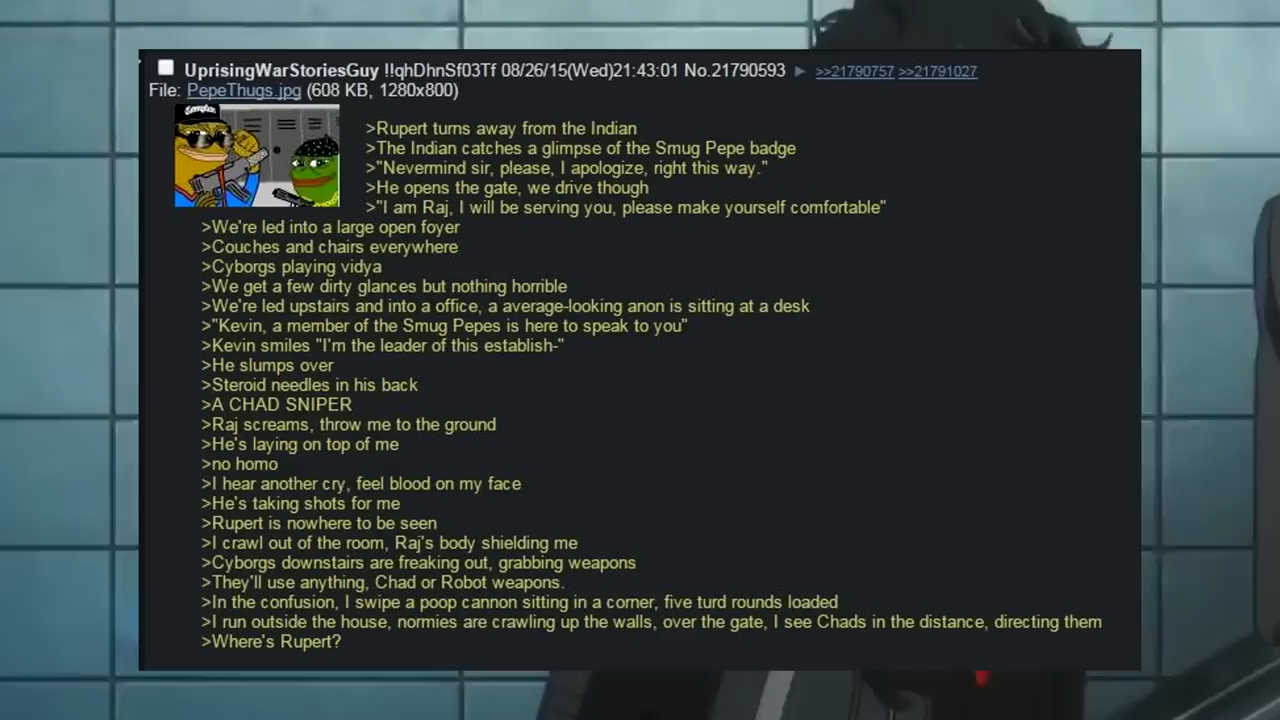 UprisingWarStoriesGuy !!qhDhnSf03Tf 08/26/15(Wed)21:43:01 No.21790593 ▶ >>21790757 >>21791027
File: PepeThugs.jpg (608 KB, 1280x800)
>Rupert turns away from the Indian
>The Indian catches a glimpse of the Smug Pepe badge
>"Nevermind sir, please, I apologize, right this way."
>He opens the gate, we drive though
>"I am Raj, I will be serving you, please make yourself comfortable"
>We're led into a large open foyer
>Couches and chairs everywhere
>Cyborgs playing vidya
>We get a few dirty glances but nothing horrible
>We're led upstairs and into a office, a average-looking anon is sitting at a desk
>"Kevin, a member of the Smug Pepes is here to speak to you"
>Kevin smiles "I'm the leader of this establish-"
>He slumps over
>Steroid needles in his back
>A CHAD SNIPER
>Raj screams, throw me to the ground
>He's laying on top of me
>no homo
>I hear another cry, feel blood on my face
>He's taking shots for me
>Rupert is nowhere to be seen
>I crawl out of the room, Raj's body shielding me
>Cyborgs downstairs are freaking out, grabbing weapons
>They'll use anything, Chad or Robot weapons.
>In the confusion, I swipe a poop cannon sitting in a corner, five turd rounds loaded
>I run outside the house, normies are crawling up the walls, over the gate, I see Chads in the distance, directing them
>Where's Rupert?